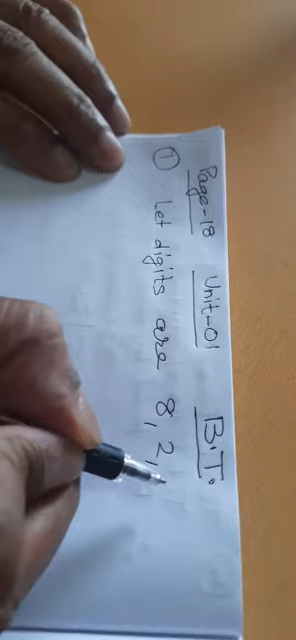 Page-18 Unit-01 B.T.
① Let digits are 8, 2,